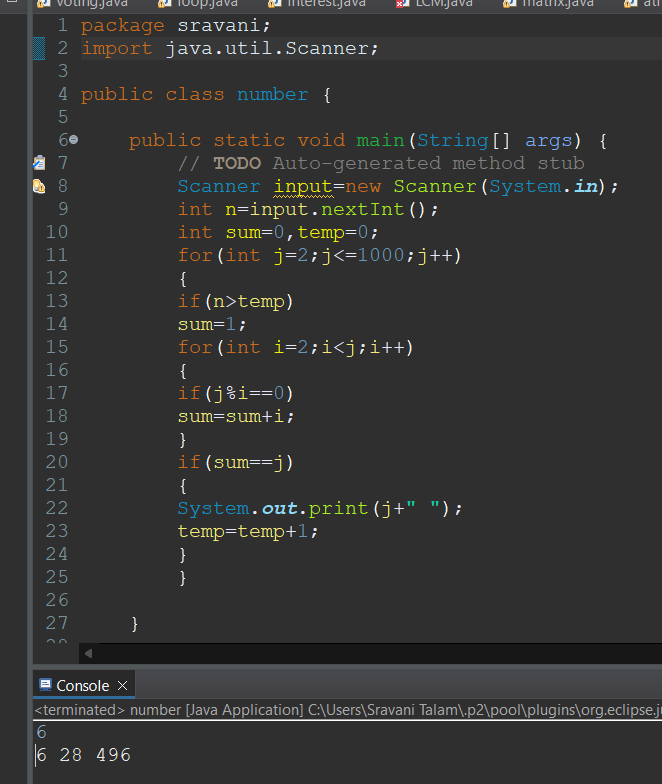 voting.java loop.java interest.java LCM.java matrix.java
1 package sravani;
2 import java.util.Scanner;
3
4 public class number {
5
6 public static void main(String[] args) {
7 // TODO Auto-generated method stub
8 Scanner input=new Scanner(System.in);
9 int n=input.nextInt();
10 int sum=0,temp=0;
11 for(int j=2;j<=1000;j++)
12 {
13 if(n>temp)
14 sum=1;
15 for(int i=2;i<j;i++)
16 {
17 if(j%i==0)
18 sum=sum+i;
19 }
20 if(sum==j)
21 {
22 System.out.print(j+" ");
23 temp=temp+1;
24 }
25 }
26
27 }
Console
<terminated> number [Java Application] C:\Users\Sravani Talam\.p2\pool\plugins\org.eclipse.ju
6
6 28 496